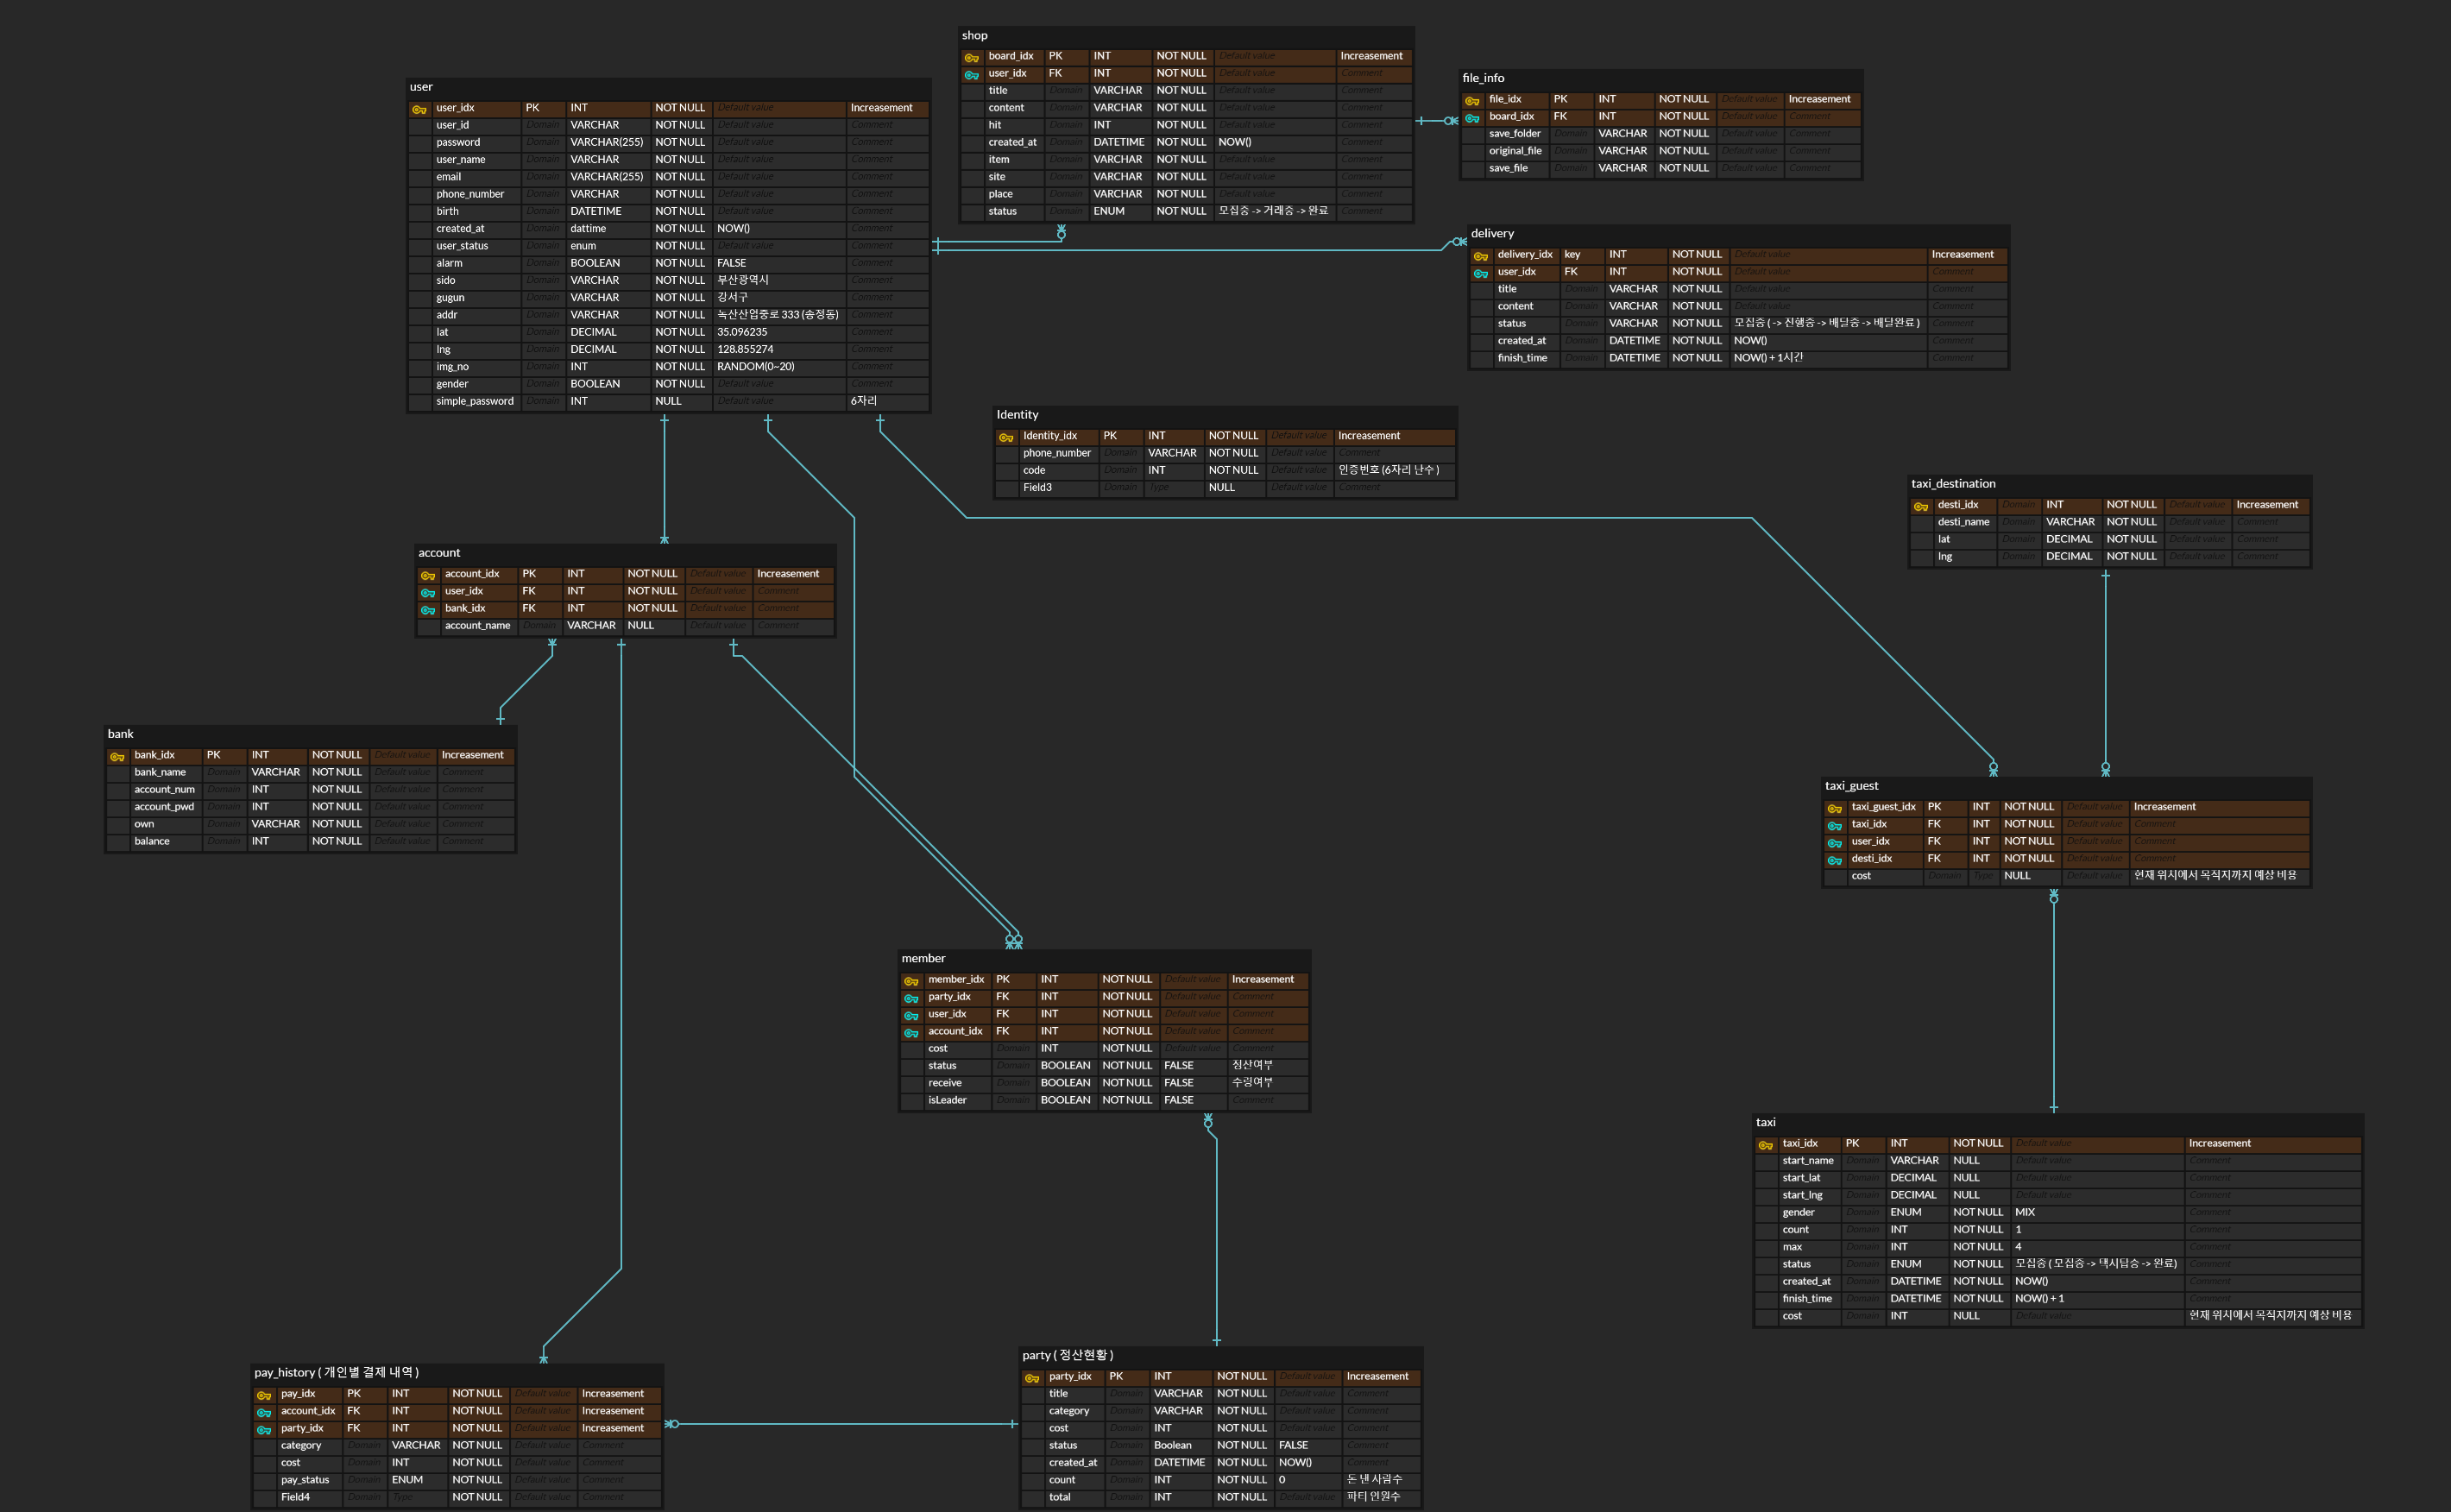 shop
board_idx PK INT NOT NULL Default value Increasement
user_idx FK INT NOT NULL Default value Comment
title Domain VARCHAR NOT NULL Default value Comment
content Domain VARCHAR NOT NULL Default value Comment
hit Domain INT NOT NULL Default value Comment
created_at Domain DATETIME NOT NULL NOW() Comment
item Domain VARCHAR NOT NULL Default value Comment
site Domain VARCHAR NOT NULL Default value Comment
place Domain VARCHAR NOT NULL Default value Comment
status Domain ENUM NOT NULL 모집중 -> 거래중 -> 완료 Comment
file_info
file_idx PK INT NOT NULL Default value Increasement
board_idx FK INT NOT NULL Default value Comment
save_folder Domain VARCHAR NOT NULL Default value Comment
original_file Domain VARCHAR NOT NULL Default value Comment
save_file Domain VARCHAR NOT NULL Default value Comment
user
user_idx PK INT NOT NULL Default value Increasement
user_id Domain VARCHAR NOT NULL Default value Comment
password Domain VARCHAR(255) NOT NULL Default value Comment
user_name Domain VARCHAR NOT NULL Default value Comment
email Domain VARCHAR(255) NOT NULL Default value Comment
phone_number Domain VARCHAR NOT NULL Default value Comment
birth Domain DATETIME NOT NULL Default value Comment
created_at Domain dattime NOT NULL NOW() Comment
user_status Domain enum NOT NULL Default value Comment
alarm Domain BOOLEAN NOT NULL FALSE Comment
sido Domain VARCHAR NOT NULL 부산광역시 Comment
gugun Domain VARCHAR NOT NULL 강서구 Comment
addr Domain VARCHAR NOT NULL 녹산산업중로 333 (송정동) Comment
lat Domain DECIMAL NOT NULL 35.096235 Comment
lng Domain DECIMAL NOT NULL 128.855274 Comment
img_no Domain INT NOT NULL RANDOM(0~20) Comment
gender Domain BOOLEAN NOT NULL Default value Comment
simple_password Domain INT NULL Default value 6자리
delivery
delivery_idx key INT NOT NULL Default value Increasement
user_idx FK INT NOT NULL Default value Comment
title Domain VARCHAR NOT NULL Default value Comment
content Domain VARCHAR NOT NULL Default value Comment
status Domain VARCHAR NOT NULL 모집중 ( -> 진행중 -> 배달중 -> 배달완료 ) Comment
created_at Domain DATETIME NOT NULL NOW() Comment
finish_time Domain DATETIME NOT NULL NOW() + 1시간 Comment
Identity
Identity_idx PK INT NOT NULL Default value Increasement
phone_number Domain VARCHAR NOT NULL Default value Comment
code Domain INT NOT NULL Default value 인증번호 (6자리 난수 )
Field3 Domain Type NULL Default value Comment
taxi_destination
desti_idx Domain INT NOT NULL Default value Increasement
desti_name Domain VARCHAR NOT NULL Default value Comment
lat Domain DECIMAL NOT NULL Default value Comment
lng Domain DECIMAL NOT NULL Default value Comment
account
account_idx PK INT NOT NULL Default value Increasement
user_idx FK INT NOT NULL Default value Comment
bank_idx FK INT NOT NULL Default value Comment
account_name Domain VARCHAR NULL Default value Comment
bank
bank_idx PK INT NOT NULL Default value Increasement
bank_name Domain VARCHAR NOT NULL Default value Comment
account_num Domain INT NOT NULL Default value Comment
account_pwd Domain INT NOT NULL Default value Comment
own Domain VARCHAR NOT NULL Default value Comment
balance Domain INT NOT NULL Default value Comment
taxi_guest
taxi_guest_idx PK INT NOT NULL Default value Increasement
taxi_idx FK INT NOT NULL Default value Comment
user_idx FK INT NOT NULL Default value Comment
desti_idx FK INT NOT NULL Default value Comment
cost Domain Type NULL Default value 현재 위치에서 목적지까지 예상 비용
member
member_idx PK INT NOT NULL Default value Increasement
party_idx FK INT NOT NULL Default value Comment
user_idx FK INT NOT NULL Default value Comment
account_idx FK INT NOT NULL Default value Comment
cost Domain INT NOT NULL Default value Comment
status Domain BOOLEAN NOT NULL FALSE 정산여부
receive Domain BOOLEAN NOT NULL FALSE 수령여부
isLeader Domain BOOLEAN NOT NULL FALSE Comment
taxi
taxi_idx PK INT NOT NULL Default value Increasement
start_name Domain VARCHAR NULL Default value Comment
start_lat Domain DECIMAL NULL Default value Comment
start_lng Domain DECIMAL NULL Default value Comment
gender Domain ENUM NOT NULL MIX Comment
count Domain INT NOT NULL 1 Comment
max Domain INT NOT NULL 4 Comment
status Domain ENUM NOT NULL 모집중 ( 모집중 -> 택시탑승 -> 완료) Comment
created_at Domain DATETIME NOT NULL NOW() Comment
finish_time Domain DATETIME NOT NULL NOW() + 1 Comment
cost Domain INT NULL Default value 현재 위치에서 목적지까지 예상 비용
pay_history ( 개인별 결제 내역 )
pay_idx PK INT NOT NULL Default value Increasement
account_idx FK INT NOT NULL Default value Increasement
party_idx FK INT NOT NULL Default value Increasement
category Domain VARCHAR NOT NULL Default value Comment
cost Domain INT NOT NULL Default value Comment
pay_status Domain ENUM NOT NULL Default value Comment
Field4 Domain Type NOT NULL Default value Comment
party ( 정산현황 )
party_idx PK INT NOT NULL Default value Increasement
title Domain VARCHAR NOT NULL Default value Comment
category Domain VARCHAR NOT NULL Default value Comment
cost Domain INT NOT NULL Default value Comment
status Domain Boolean NOT NULL FALSE Comment
created_at Domain DATETIME NOT NULL NOW() Comment
count Domain INT NOT NULL 0 돈 낸 사람수
total Domain INT NOT NULL Default value 파티 인원수